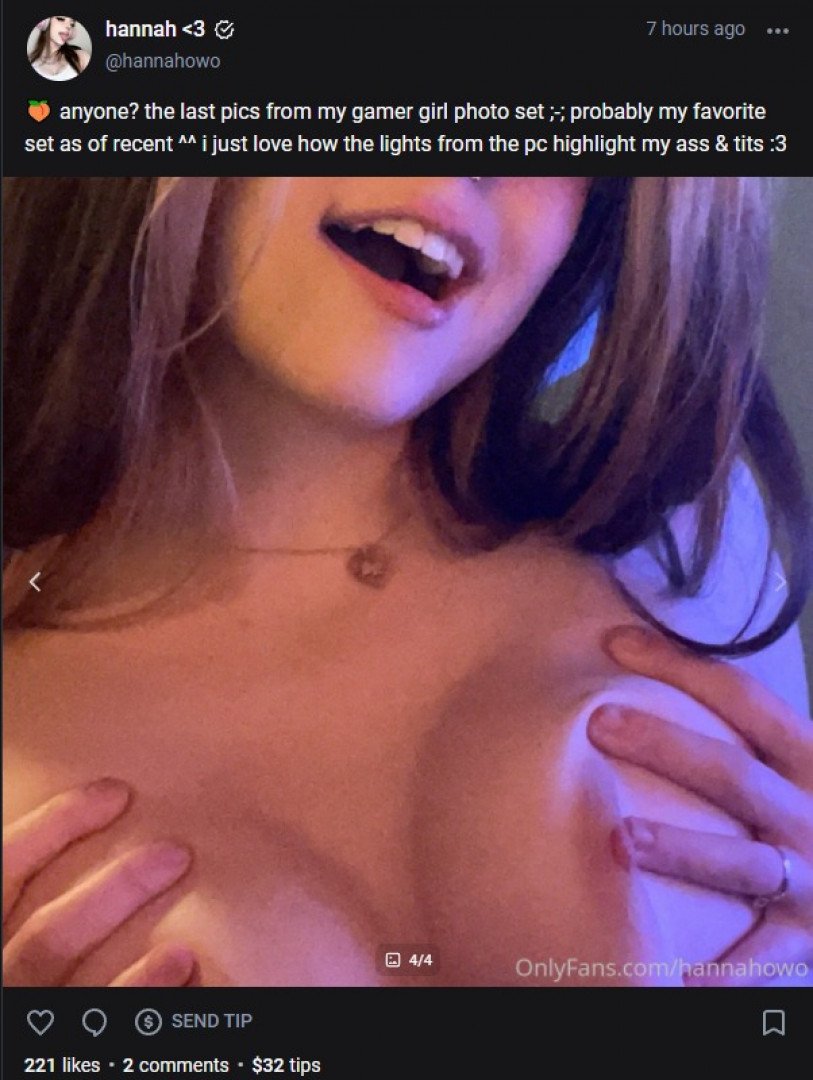 hannah <3
7 hours ago
@hannahowo
🍑 anyone? the last pics from my gamer girl photo set ;-; probably my favorite
set as of recent ^^ i just love how the lights from the pc highlight my ass & tits :3
4/4
OnlyFans.com/hannahowo
SEND TIP
221 likes • 2 comments • $32 tips